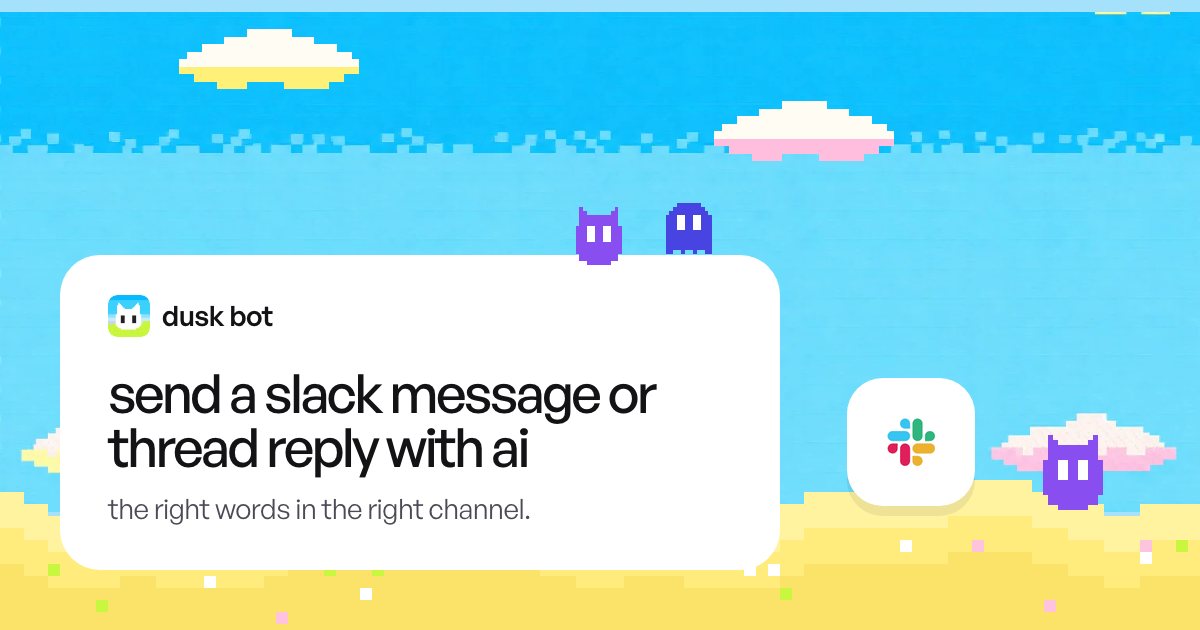 dusk bot
send a slack message or
thread reply with ai
the right words in the right channel.